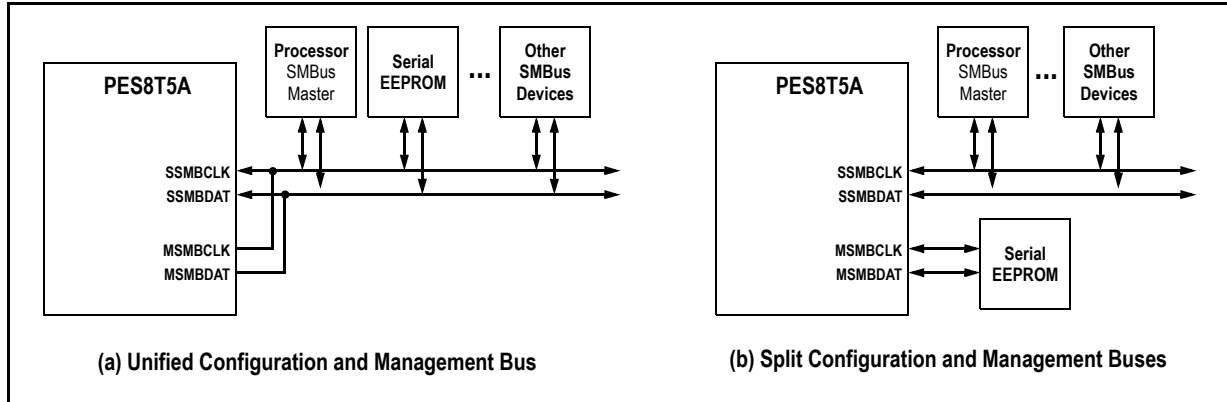 PES8T5A
Processor
SMBus
Master
Serial
EEPROM
...
Other
SMBus
Devices
SSMBCLK
SSMBDAT
MSMBCLK
MSMBDAT
(a) Unified Configuration and Management Bus
PES8T5A
Processor
SMBus
Master
...
Other
SMBus
Devices
SSMBCLK
SSMBDAT
MSMBCLK
MSMBDAT
Serial
EEPROM
(b) Split Configuration and Management Buses